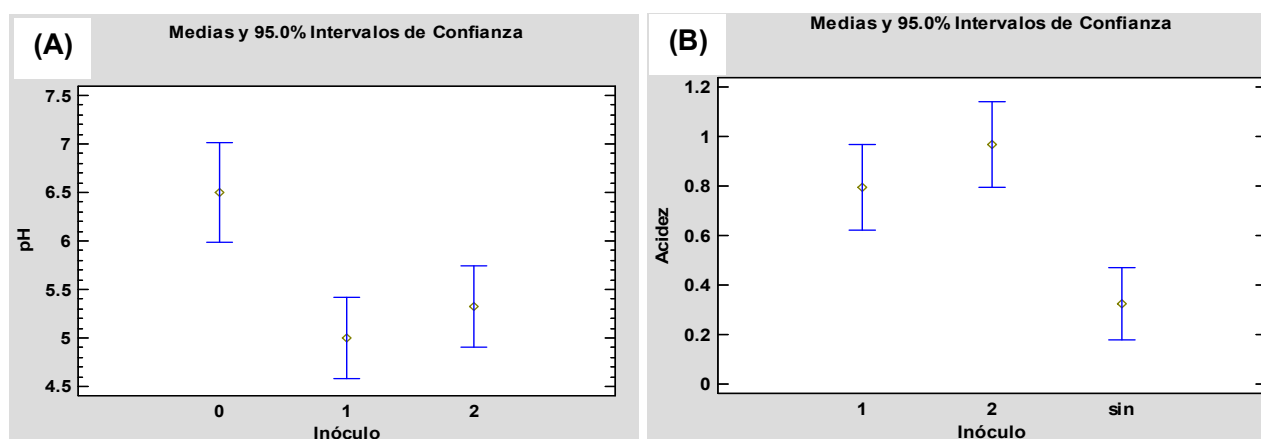 (A)
Medias y 95.0% Intervalos de Confianza
pH
7.5
7
6.5
6
5.5
5
4.5
0 1 2
Inóculo
(B)
Medias y 95.0% Intervalos de Confianza
Acidez
1.2
1
0.8
0.6
0.4
0.2
0
1 2 sin
Inóculo